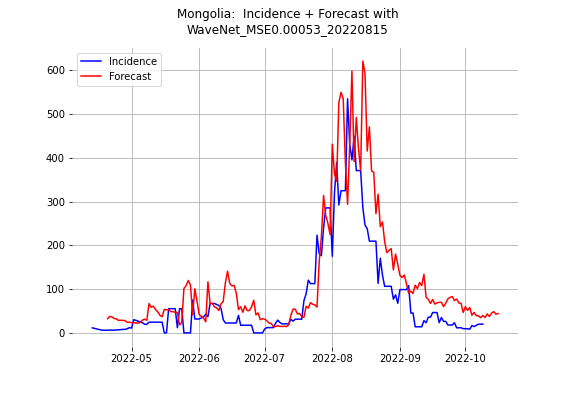 Mongolia:  Incidence + Forecast with
WaveNet_MSE0.00053_20220815
Incidence
Forecast
600
500
400
300
200
100
0
2022-05 2022-06 2022-07 2022-08 2022-09 2022-10